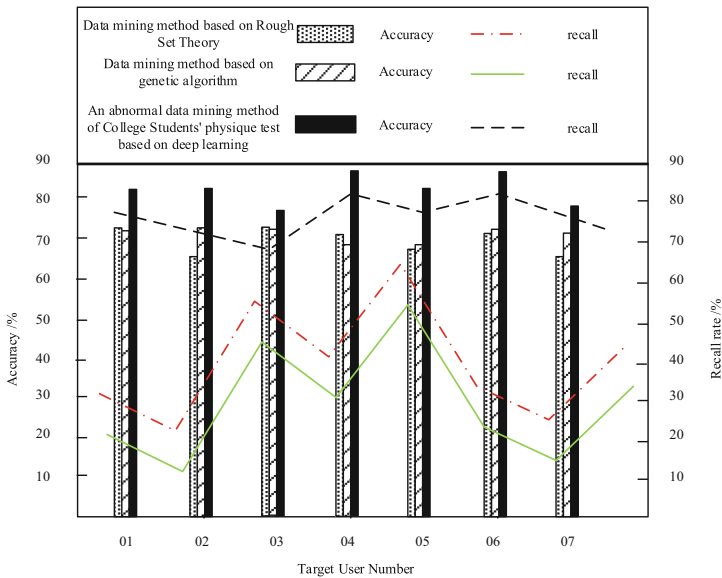 Data mining method based on Rough
Set Theory
Accuracy
recall
Data mining method based on
genetic algorithm
Accuracy
recall
An abnormal data mining method
of College Students' physique test
based on deep learning
Accuracy
recall
90
80
70
60
50
40
30
20
10
Accuracy /%
90
80
70
60
50
40
30
20
10
Recall rate /%
01 02 03 04 05 06 07
Target User Number